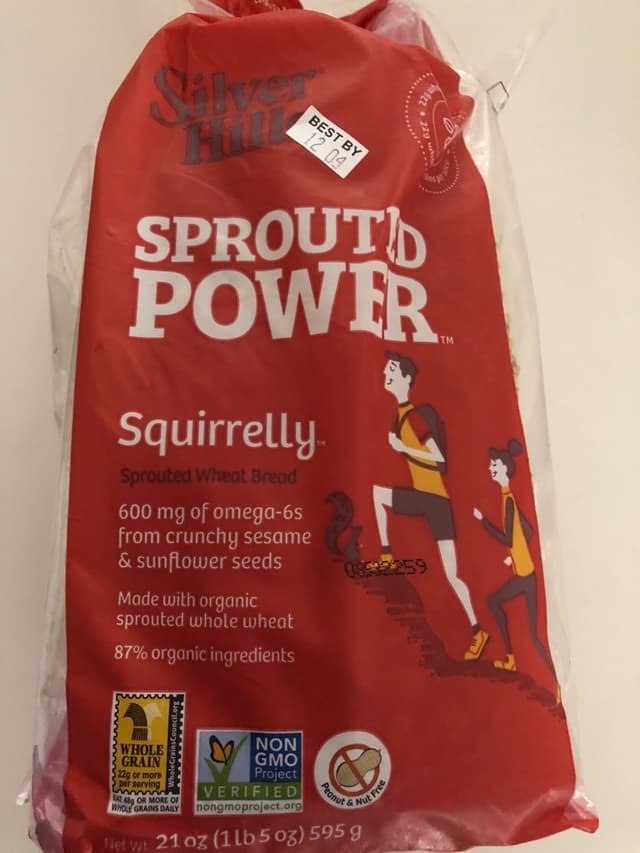 Silver
Hills
BEST BY
12 09
SPROUTED
POWER™
Squirrelly™
Sprouted Wheat Bread
600 mg of omega-6s
from crunchy sesame
& sunflower seeds
Made with organic
sprouted whole wheat
87% organic ingredients
WHOLE
GRAIN
22g or more
per serving
EAT 48g OR MORE OF
WHOLE GRAINS DAILY
WholeGrainsCouncil.org
NON
GMO
Project
VERIFIED
nongmoproject.org
Peanut & Nut Free
Net Wt. 21 oz (1 lb 5 oz) 595 g